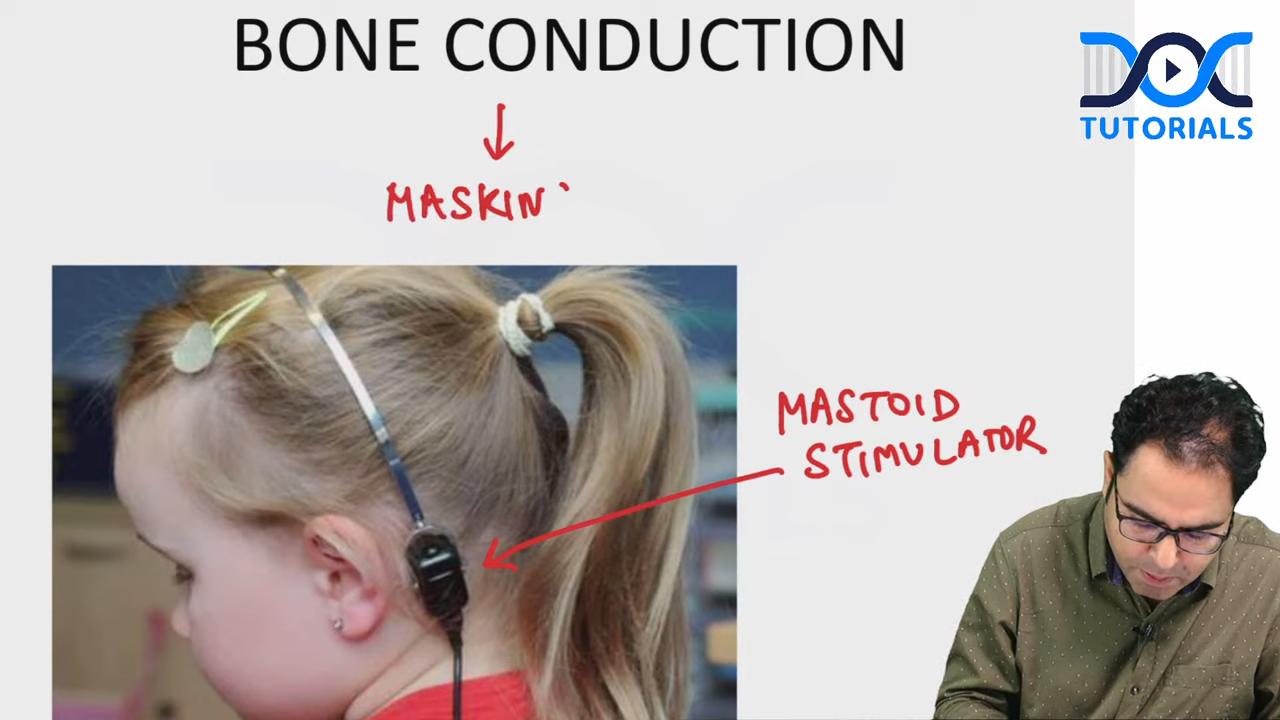 BONE CONDUCTION
TUTORIALS
MASKIN
MASTOID
STIMULATOR